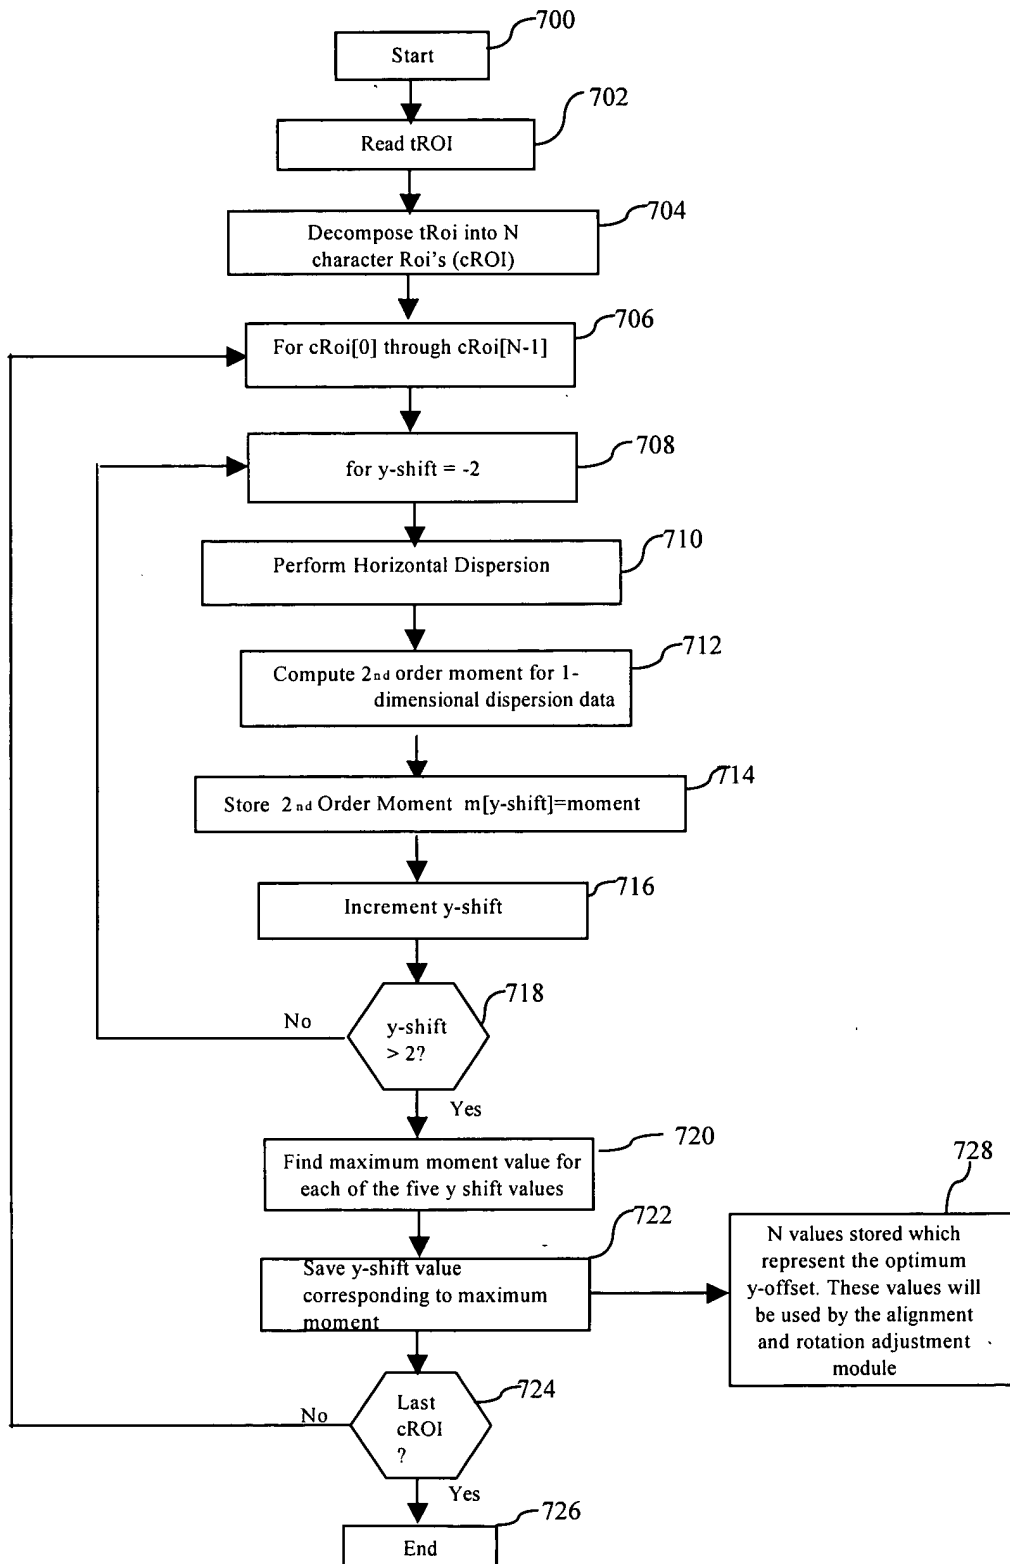 700
Start
702
Read tROI
704
Decompose tRoi into N
character Roi's (cROI)
706
For cRoi[0] through cRoi[N-1]
708
for y-shift = -2
710
Perform Horizontal Dispersion
712
Compute 2nd order moment for 1-
dimensional dispersion data
714
Store 2nd Order Moment m[y-shift]=moment
716
Increment y-shift
718
y-shift
> 2?
No
Yes
720
Find maximum moment value for
each of the five y shift values
722
Save y-shift value
corresponding to maximum
moment
728
N values stored which
represent the optimum
y-offset. These values will
be used by the alignment
and rotation adjustment
module
724
Last
cROI
?
No
Yes
726
End